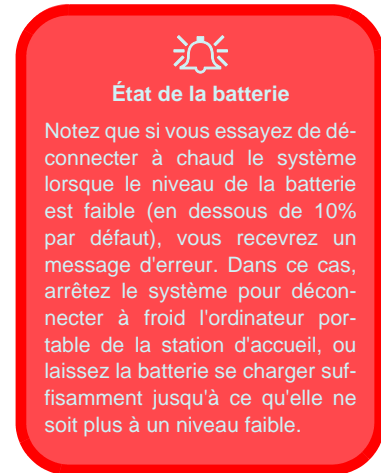 État de la batterie
Notez que si vous essayez de dé-
connecter à chaud le système
lorsque le niveau de la batterie
est faible (en dessous de 10%
par défaut), vous recevrez un
message d'erreur. Dans ce cas,
arrêtez le système pour décon-
necter à froid l'ordinateur por-
table de la station d'accueil, ou
laissez la batterie se charger suf-
fisamment jusqu'à ce qu'elle ne
soit plus à un niveau faible.